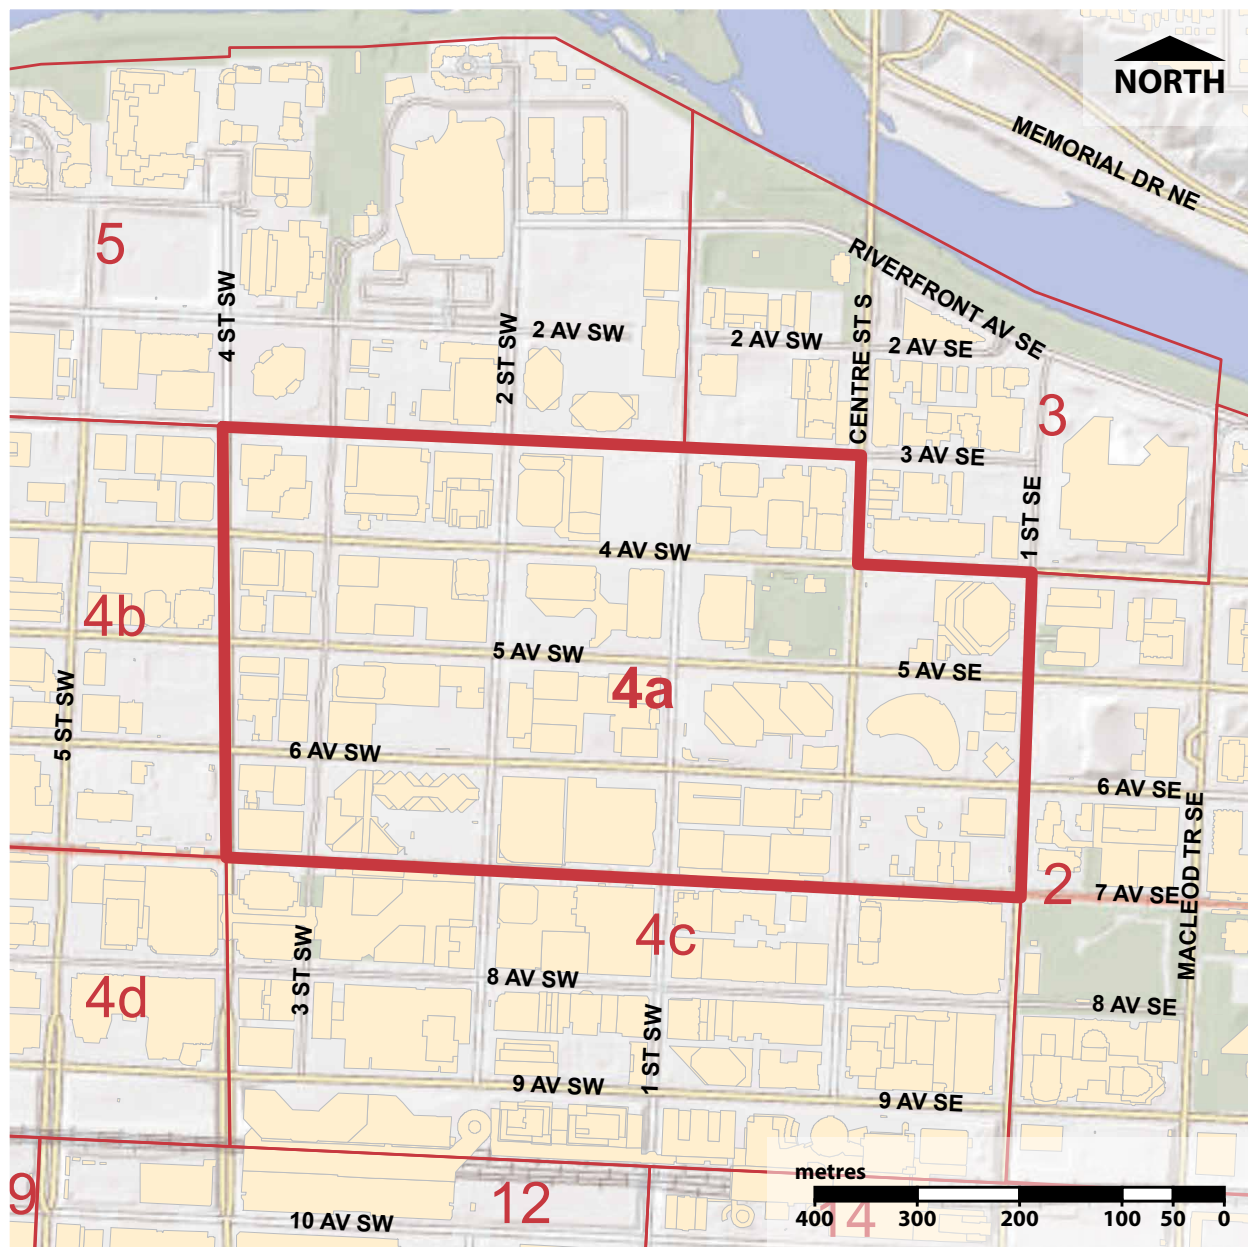 NORTH
MEMORIAL DR NE
5
4 ST SW
2 ST SW
2 AV SW
2 AV SW
CENTRE ST S
RIVERFRONT AV SE
2 AV SE
3
3 AV SE
1 ST SE
4 AV SW
4b
5 AV SW
4a
5 AV SE
5 ST SW
6 AV SW
6 AV SE
MACLEOD TR SE
2
7 AV SE
4c
3 ST SW
8 AV SW
4d
8 AV SE
1 ST SW
9 AV SW
9 AV SE
9
12
10 AV SW
14
metres
400 300 200 100 50 0